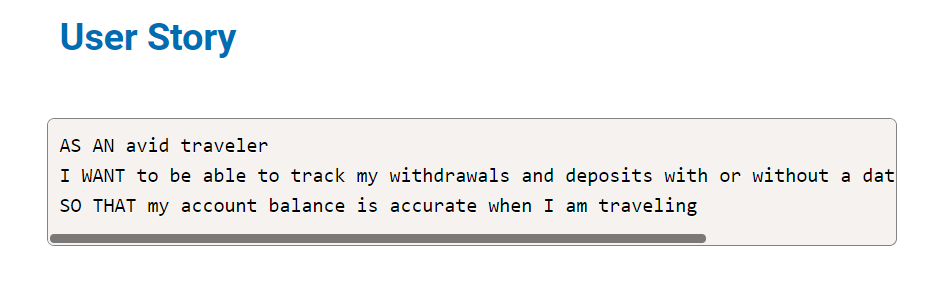 User Story
AS AN avid traveler
I WANT to be able to track my withdrawals and deposits with or without a dat
SO THAT my account balance is accurate when I am traveling